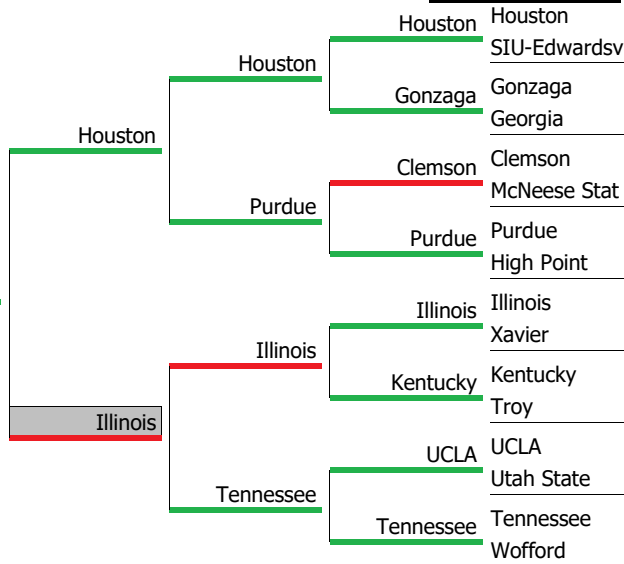 Houston
SIU-Edwardsv
Houston
Houston
Gonzaga
Georgia
Gonzaga
Houston
Clemson
McNeese Stat
Clemson
Purdue
Purdue
High Point
Purdue
Illinois
Xavier
Illinois
Illinois
Kentucky
Troy
Kentucky
Illinois
UCLA
Utah State
UCLA
Tennessee
Tennessee
Wofford
Tennessee